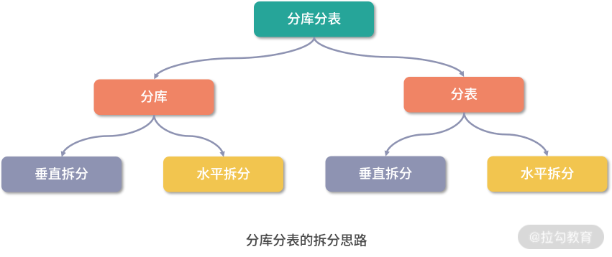 分库分表
分库
分表
垂直拆分
水平拆分
垂直拆分
水平拆分
分库分表的拆分思路
@拉勾教育